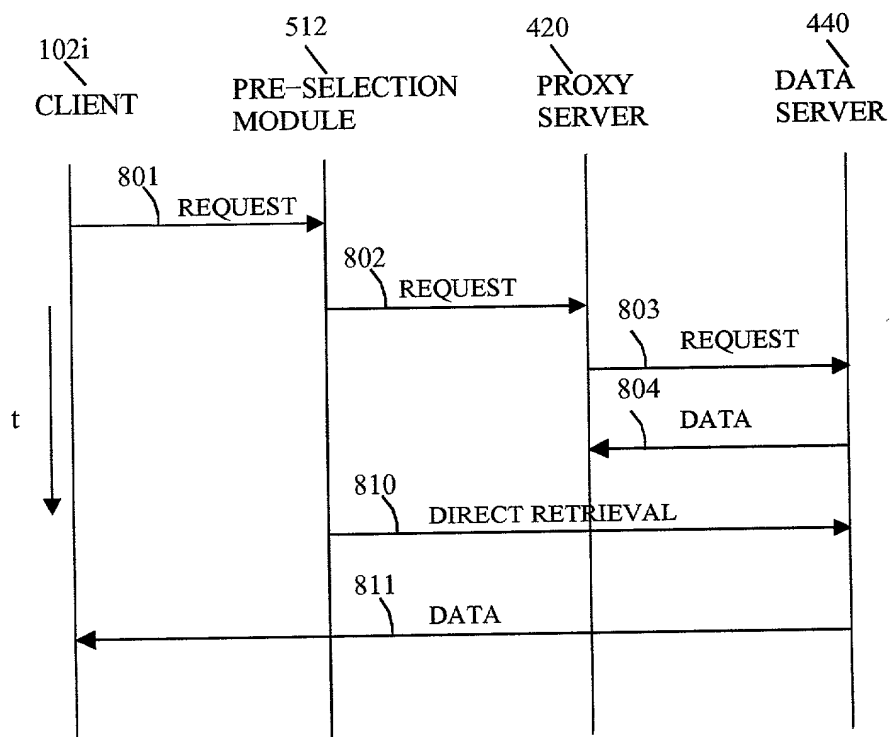 102i
512
420
440
CLIENT
PRE-SELECTION
MODULE
PROXY
SERVER
DATA
SERVER
801
REQUEST
802
REQUEST
803
REQUEST
804
DATA
t
810
DIRECT RETRIEVAL
811
DATA